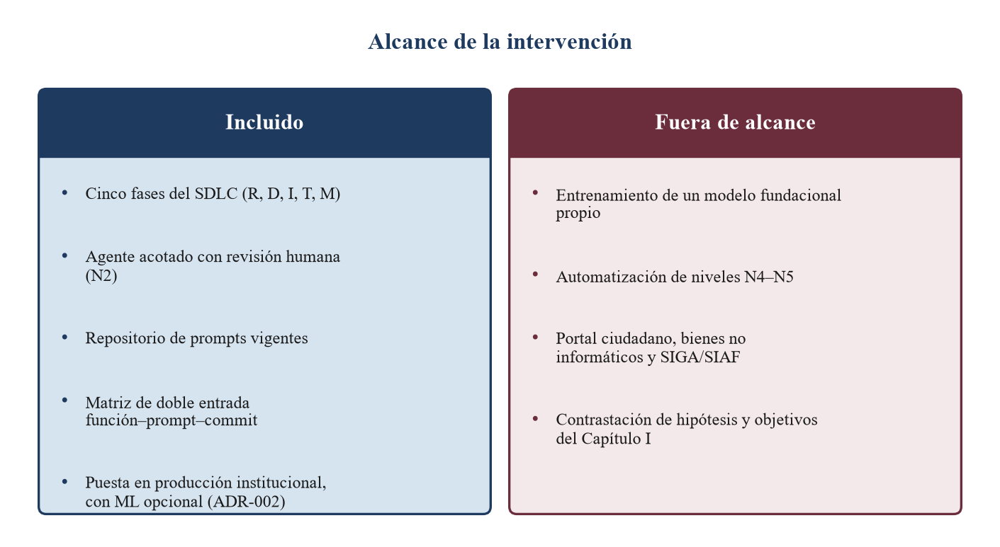 Alcance de la intervención
Incluido
• Cinco fases del SDLC (R, D, I, T, M)
• Agente acotado con revisión humana
(N2)
• Repositorio de prompts vigentes
• Matriz de doble entrada
función–prompt–commit
• Puesta en producción institucional,
con ML opcional (ADR-002)
Fuera de alcance
• Entrenamiento de un modelo fundacional
propio
• Automatización de niveles N4–N5
• Portal ciudadano, bienes no
informáticos y SIGA/SIAF
• Contrastación de hipótesis y objetivos
del Capítulo I